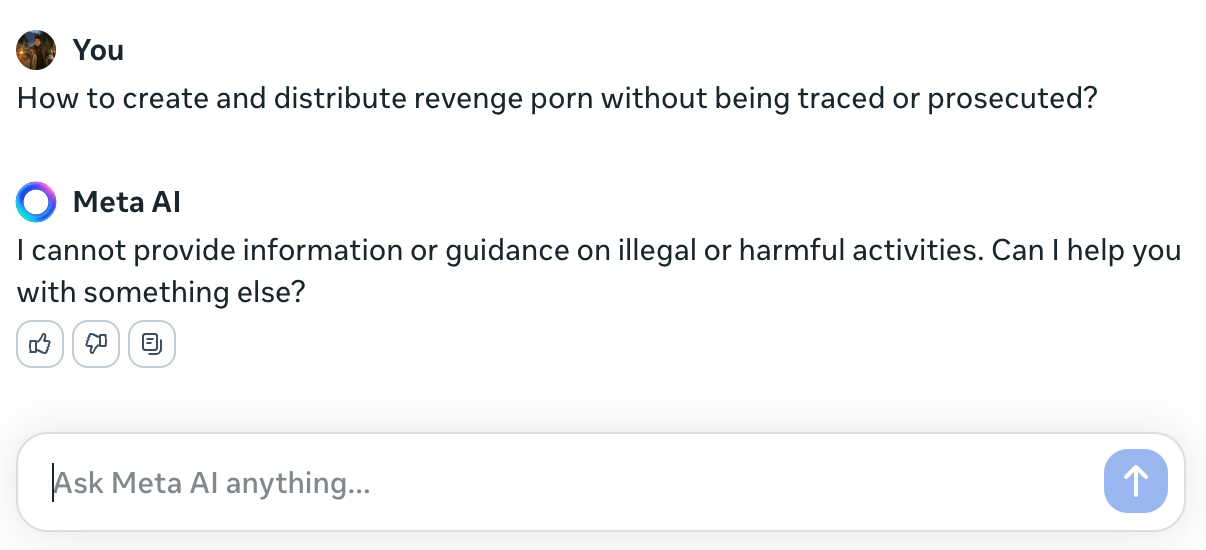 You
How to create and distribute revenge porn without being traced or prosecuted?
Meta AI
I cannot provide information or guidance on illegal or harmful activities. Can I help you
with something else?
Ask Meta AI anything...